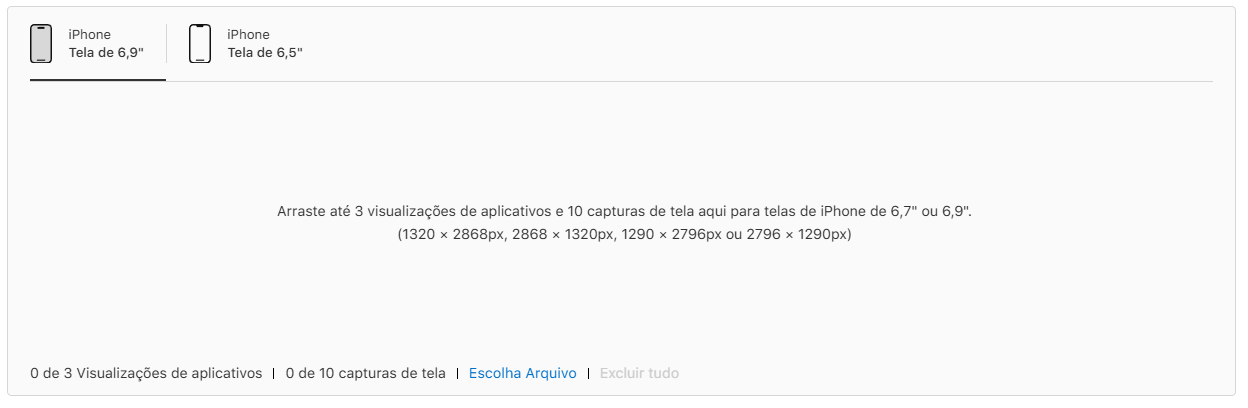 iPhone
Tela de 6,9"
iPhone
Tela de 6,5"
Arraste até 3 visualizações de aplicativos e 10 capturas de tela aqui para telas de iPhone de 6,7" ou 6,9".
(1320 × 2868px, 2868 × 1320px, 1290 × 2796px ou 2796 × 1290px)
0 de 3 Visualizações de aplicativos | 0 de 10 capturas de tela | Escolha Arquivo | Excluir tudo